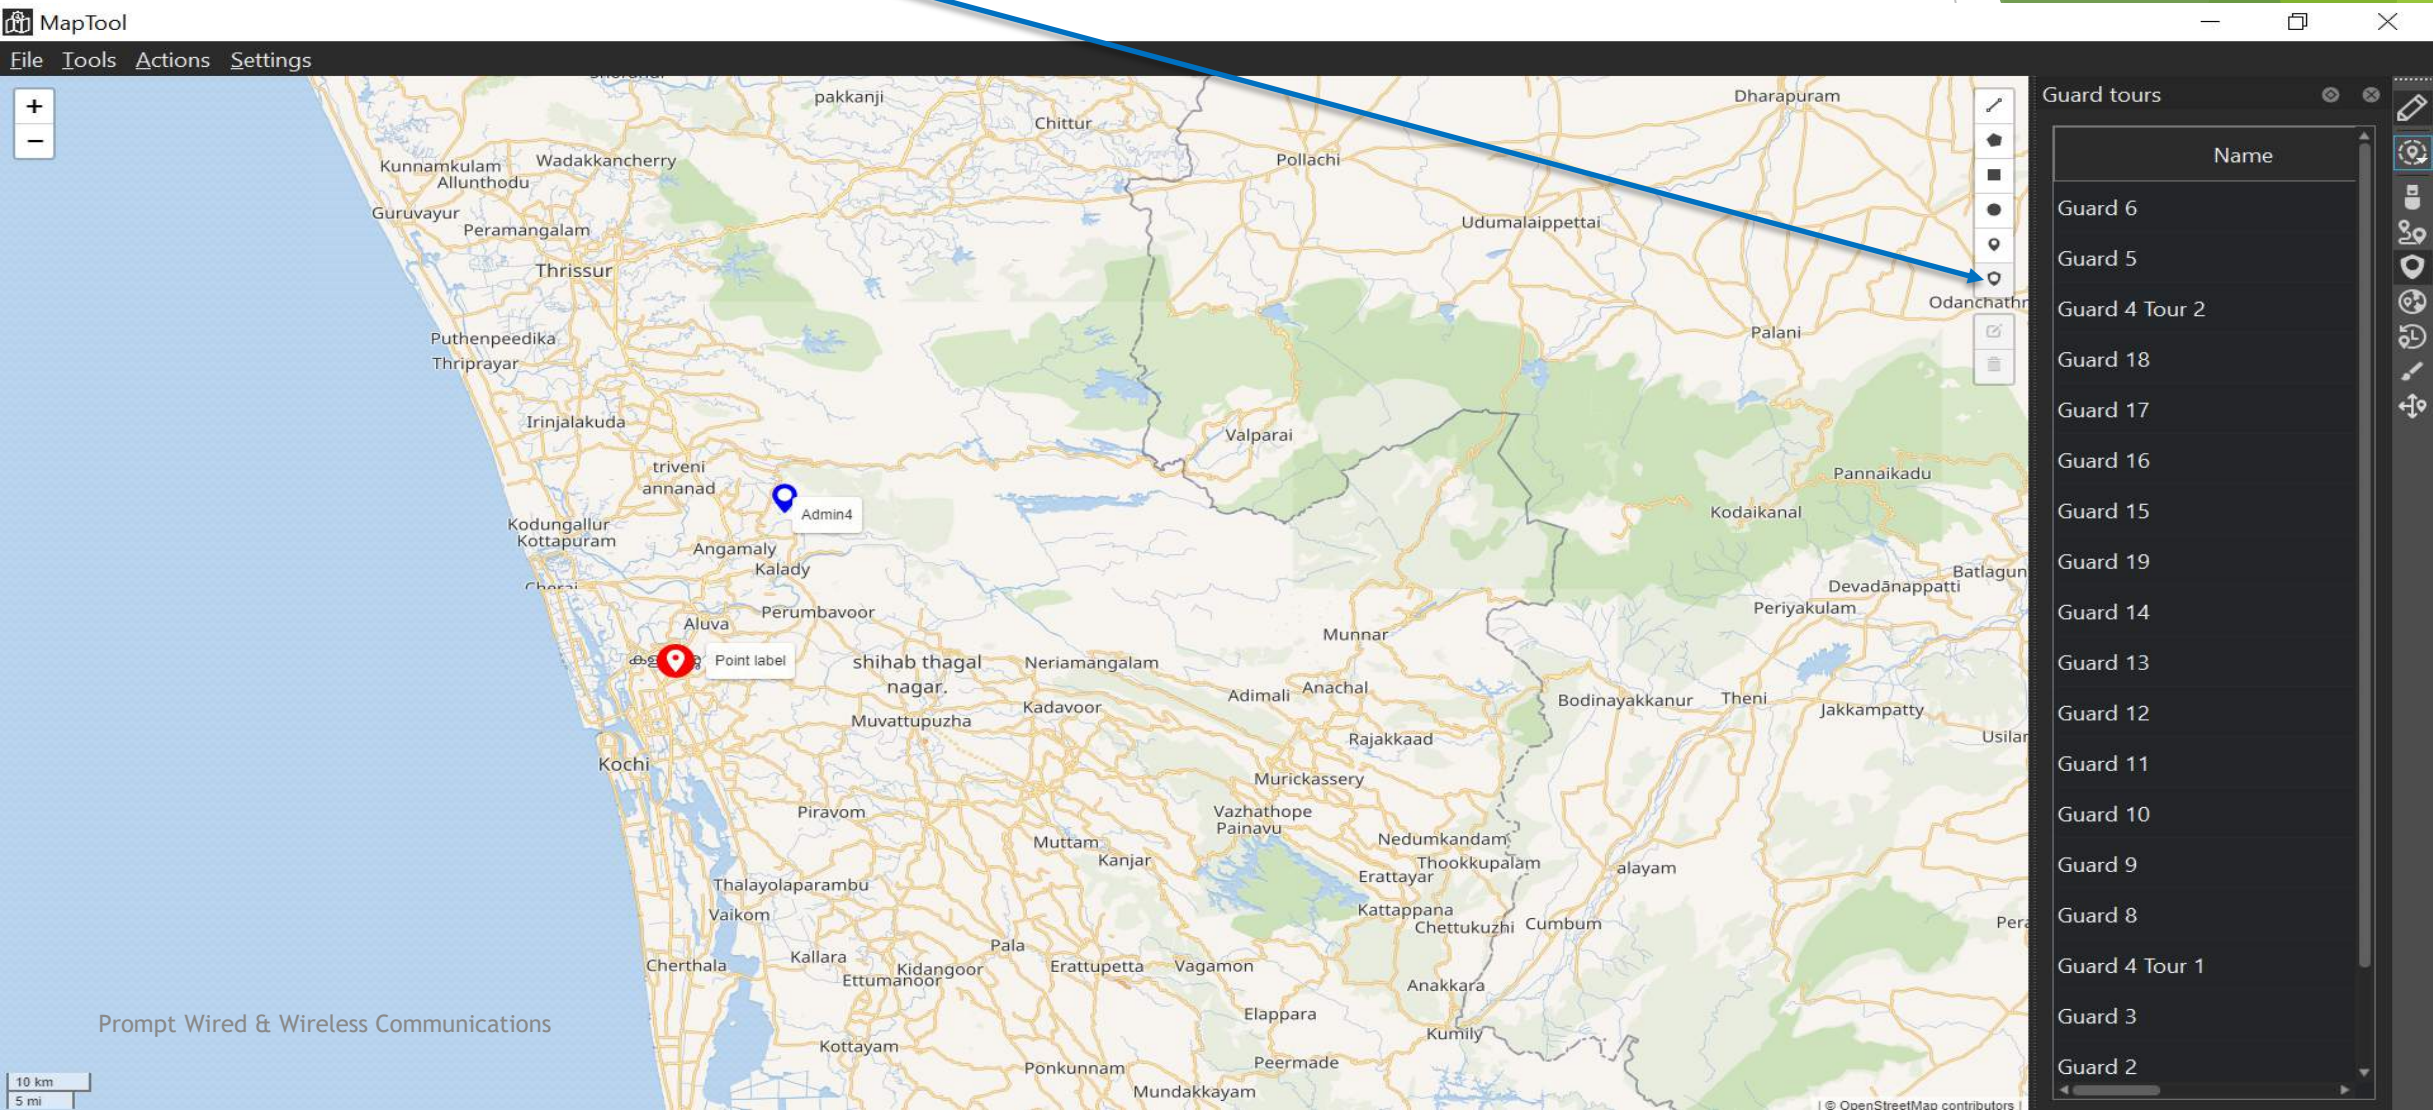 MapTool
File Tools Actions Settings
+
−
pakkanji
Chittur
Dharapuram
Kunnamkulam
Allunthodu
Wadakkancherry
Pollachi
Guruvayur
Peramangalam
Udumalaippettai
Thrissur
Odanchathr
Puthenpeedika
Thriprayar
Palani
Irinjalakuda
Valparai
triveni
annanad
Pannaikadu
Admin4
Kodungallur
Kottapuram
Kodaikanal
Angamaly
Kalady
Batlagun
Devadānappatti
Periyakulam
Cherai
Perumbavoor
Aluva
Munnar
Point label
shihab thagal
nagar.
Neriamangalam
Adimali
Anachal
Bodinayakkanur
Theni
Jakkampatty
Kadavoor
Muvattupuzha
Rajakkaad
Usilar
Kochi
Murickassery
Piravom
Vazhathope
Painavu
Muttam
Kanjar
Nedumkandam
Thookkupalam
Erattayar
alayam
Thalayolaparambu
Vaikom
Kattappana
Chettukuzhi
Cumbum
Pera
Pala
Cherthala
Kallara
Kidangoor
Ettumanoor
Erattupetta
Vagamon
Anakkara
Elappara
Kumily
Kottayam
Ponkunnam
Peermade
Mundakkayam
Prompt Wired & Wireless Communications
10 km
5 mi
| © OpenStreetMap contributors |
Guard tours
Name
Guard 6
Guard 5
Guard 4 Tour 2
Guard 18
Guard 17
Guard 16
Guard 15
Guard 19
Guard 14
Guard 13
Guard 12
Guard 11
Guard 10
Guard 9
Guard 8
Guard 4 Tour 1
Guard 3
Guard 2